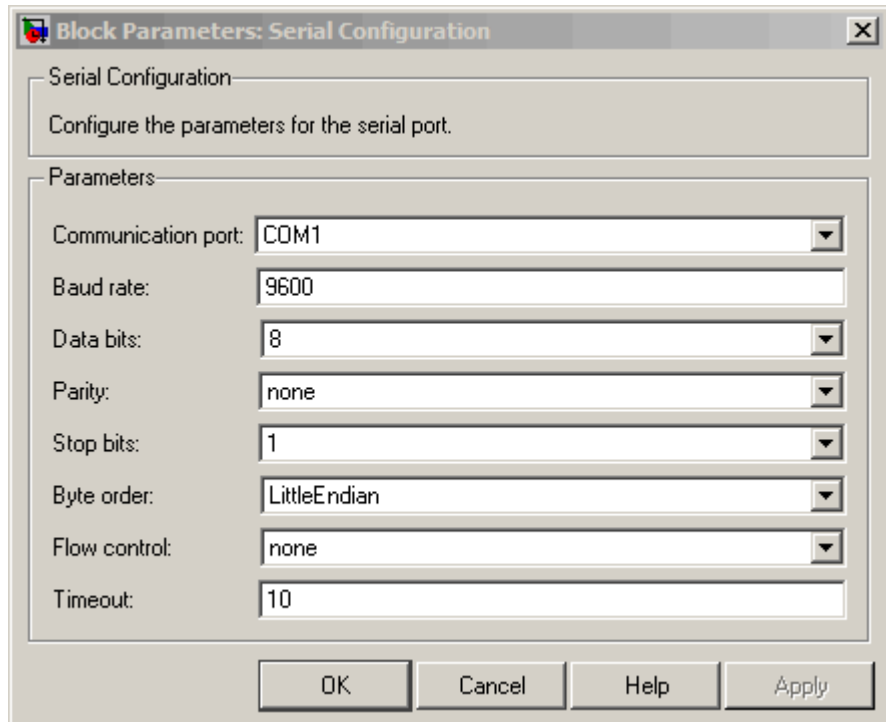 Block Parameters: Serial Configuration
Serial Configuration
Configure the parameters for the serial port.
Parameters
Communication port: COM1
Baud rate: 9600
Data bits: 8
Parity: none
Stop bits: 1
Byte order: LittleEndian
Flow control: none
Timeout: 10
OK Cancel Help Apply